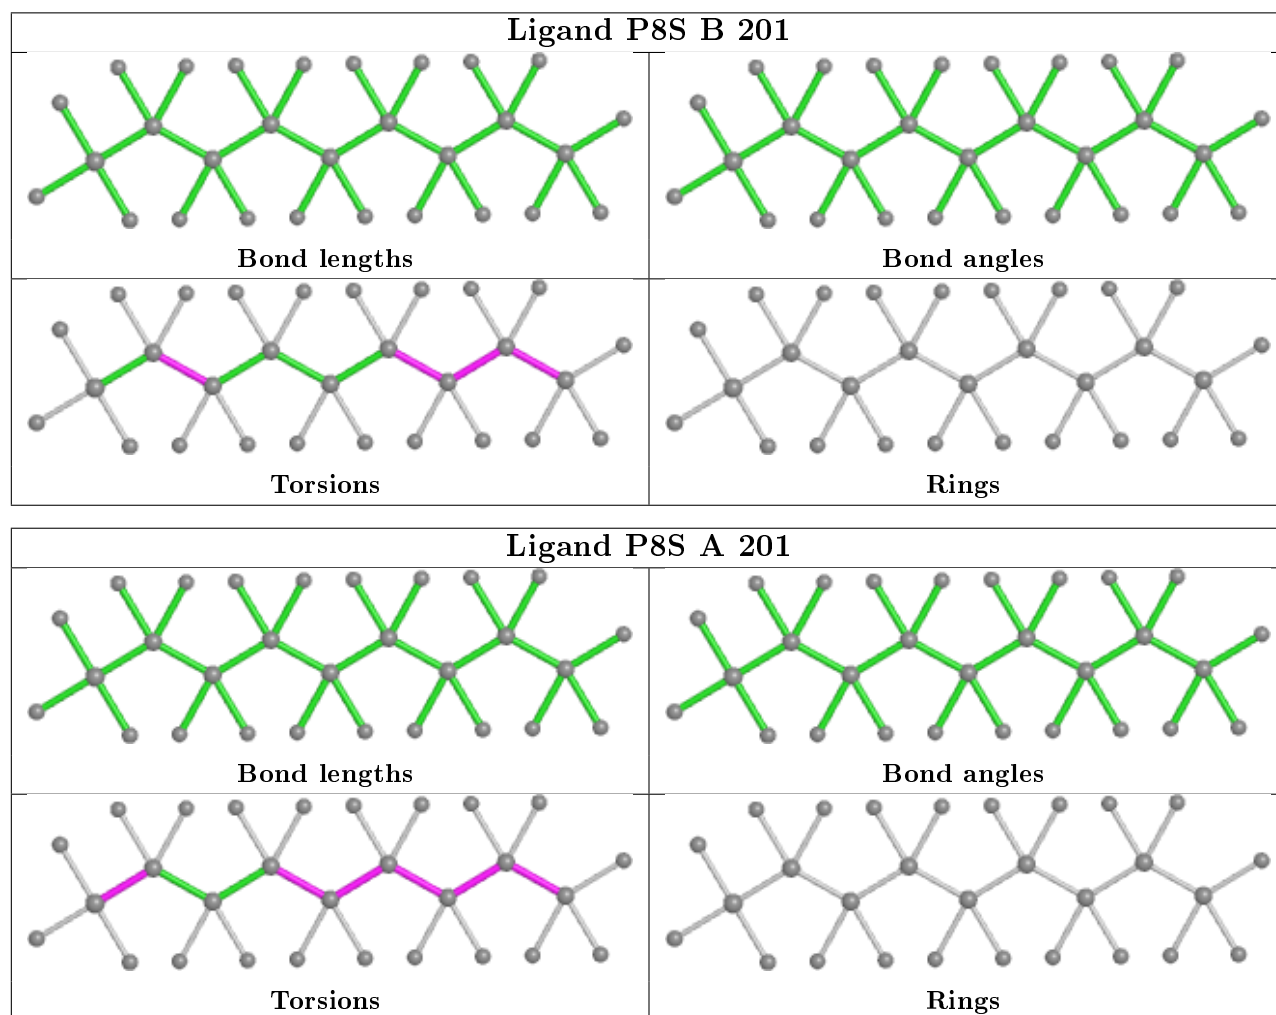 Ligand P8S B 201
Bond lengths
Bond angles
Torsions
Rings
Ligand P8S A 201
Bond lengths
Bond angles
Torsions
Rings